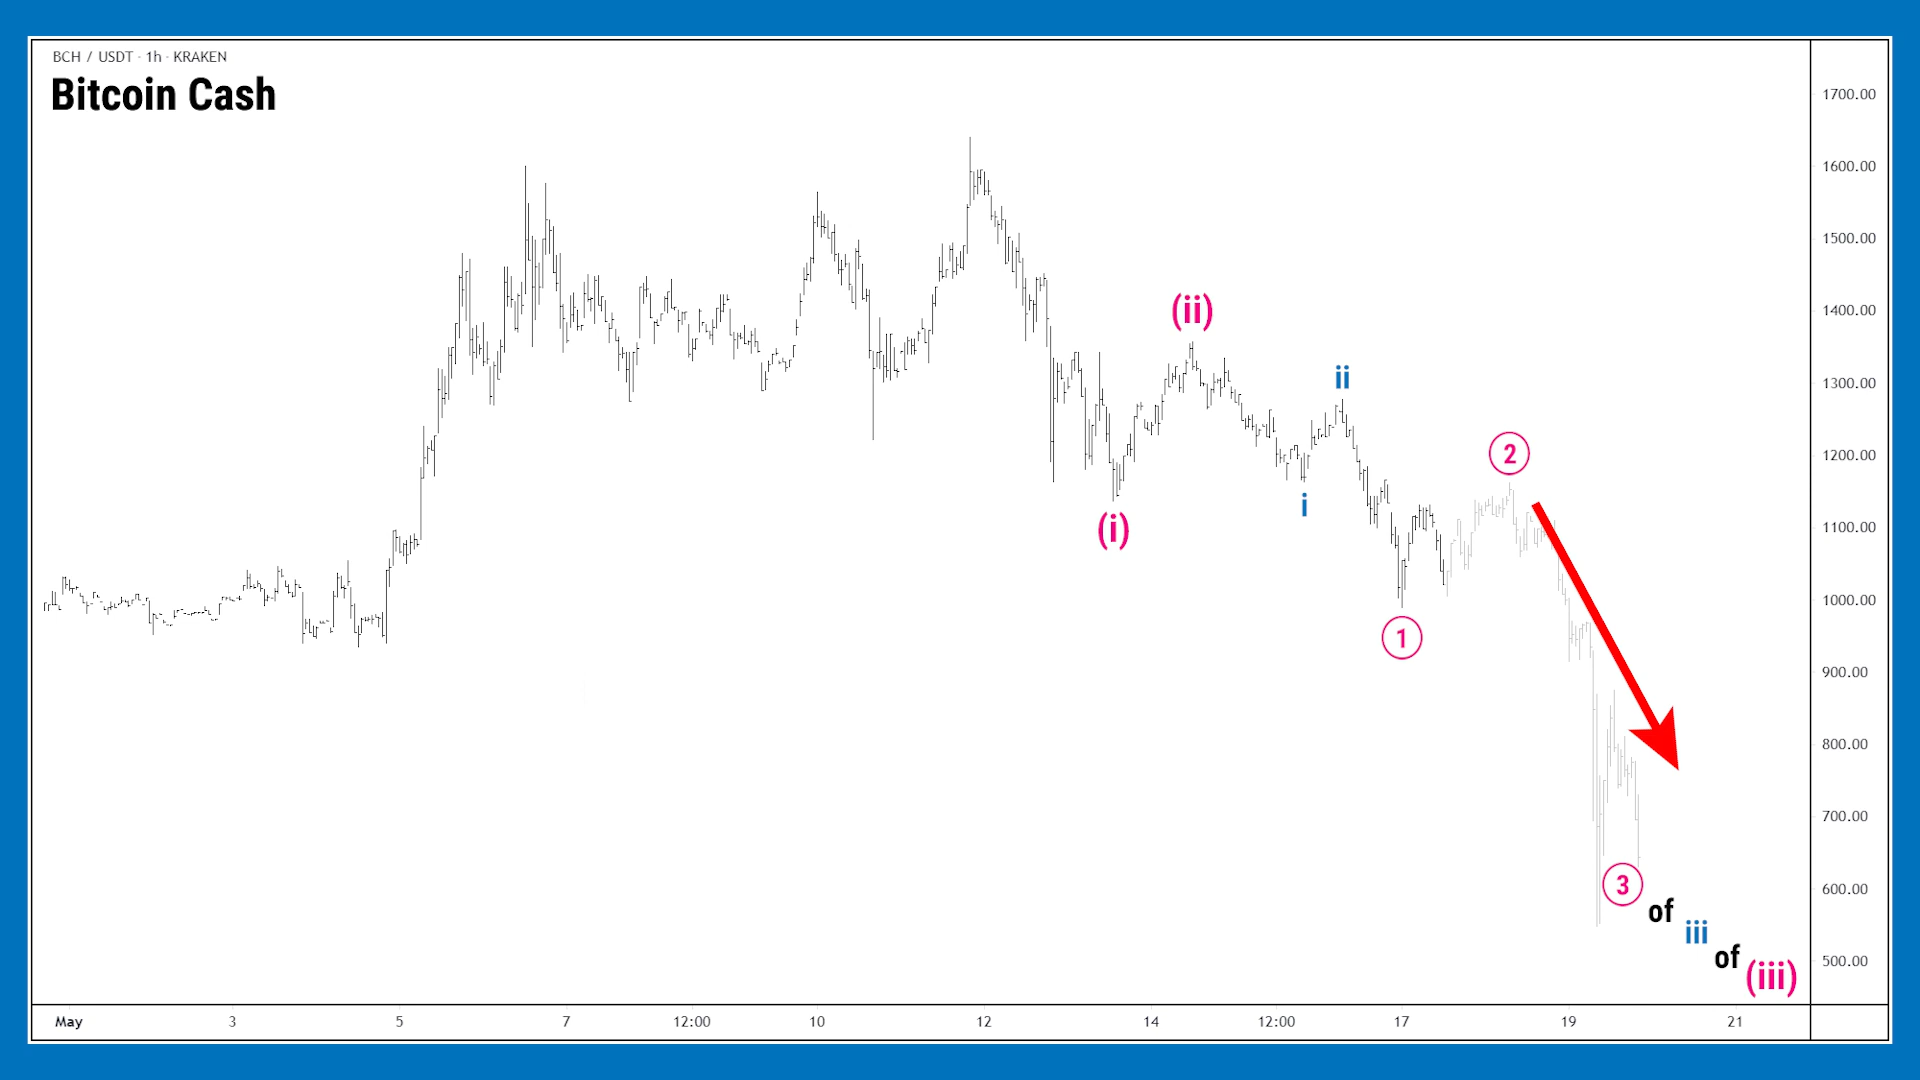 BCH / USDT · 1h · KRAKEN
Bitcoin Cash
1700.00
1600.00
1500.00
1400.00
1300.00
1200.00
1100.00
1000.00
900.00
800.00
700.00
600.00
500.00
(ii)
ii
2
i
(i)
1
3 of iii of (iii)
May 3 5 7 12:00 10 12 14 12:00 17 19 21